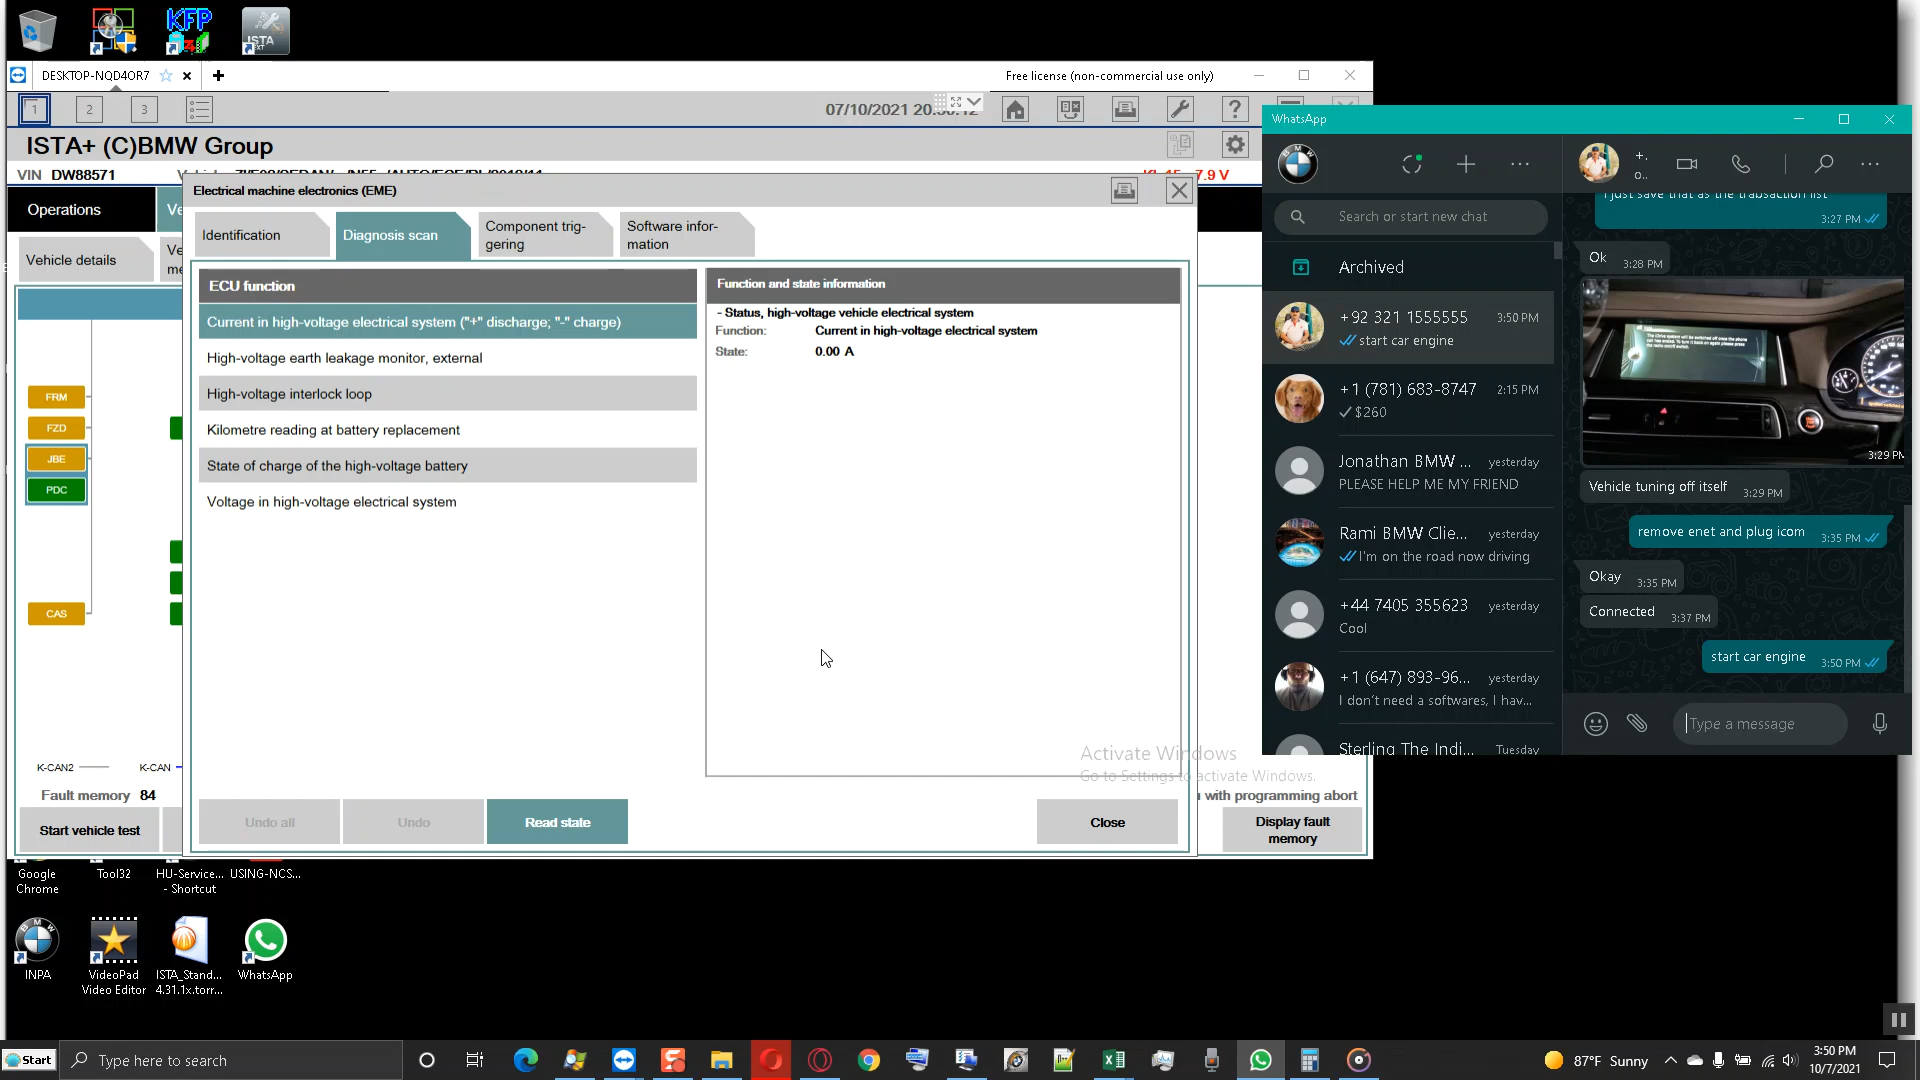 KFP
ISTA
DESKTOP-NQD4OR7
Free license (non-commercial use only)
1
2
3
07/10/2021 20:
ISTA+ (C)BMW Group
VIN DW88571
7.9 V
Electrical machine electronics (EME)
Operations
Ve
Identification
Diagnosis scan
Component trig-
gering
Software infor-
mation
Vehicle details
Ve
me
ECU function
Function and state information
Current in high-voltage electrical system ("+" discharge; "-" charge)
High-voltage earth leakage monitor, external
High-voltage interlock loop
Kilometre reading at battery replacement
State of charge of the high-voltage battery
Voltage in high-voltage electrical system
- Status, high-voltage vehicle electrical system
Function: Current in high-voltage electrical system
State: 0.00 A
FRM
FZD
JBE
PDC
CAS
K-CAN2
K-CAN
Fault memory 84
Start vehicle test
Undo all
Undo
Read state
Close
u with programming abort
Display fault
memory
Activate Windows
Go to Settings to activate Windows.
WhatsApp
Search or start new chat
Archived
+92 321 1555555
3:50 PM
start car engine
+1 (781) 683-8747
2:15 PM
$260
Jonathan BMW ...
yesterday
PLEASE HELP ME MY FRIEND
Rami BMW Clie...
yesterday
I'm on the road now driving
+44 7405 355623
yesterday
Cool
+1 (647) 893-96...
yesterday
I don't need a softwares, I hav...
Sterling The Indi...
Tuesday
+.
o..
I just save that as the trabsaction list
3:27 PM
Ok
3:28 PM
3:29 PM
Vehicle tuning off itself
3:29 PM
remove enet and plug icom
3:35 PM
Okay
3:35 PM
Connected
3:37 PM
start car engine
3:50 PM
Type a message
Google
Chrome
Tool32
HU-Service...
- Shortcut
USING-NCS...
INPA
VideoPad
Video Editor
ISTA_Stand...
4.31.1x.torr...
WhatsApp
Start
Type here to search
87°F Sunny
3:50 PM
10/7/2021